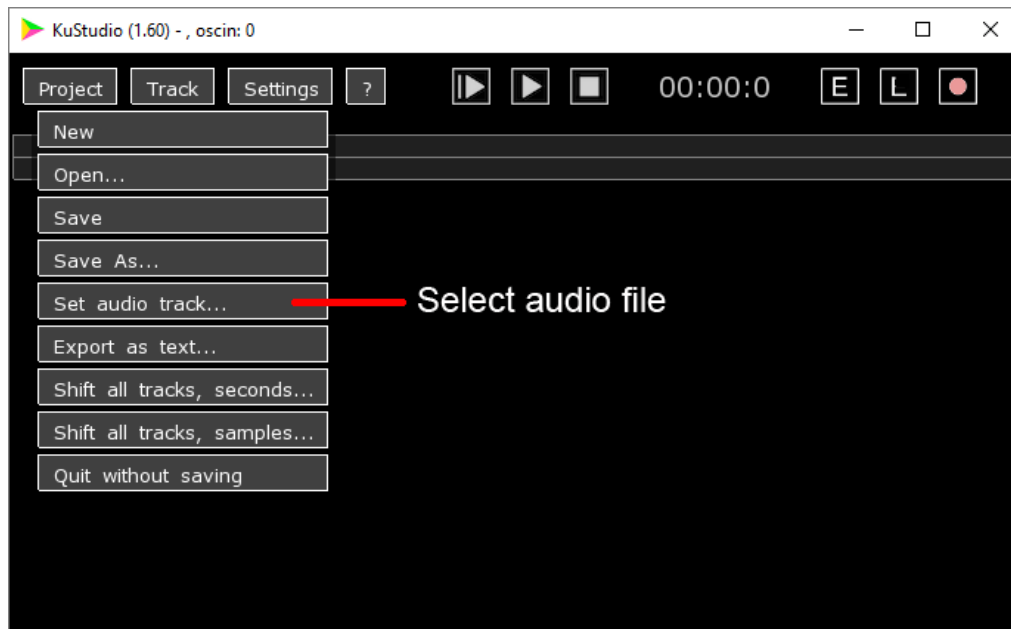 KuStudio (1.60) - , oscin: 0
Project Track Settings ? 00:00:0 E L
New
Open...
Save
Save As...
Set audio track... Select audio file
Export as text...
Shift all tracks, seconds...
Shift all tracks, samples...
Quit without saving